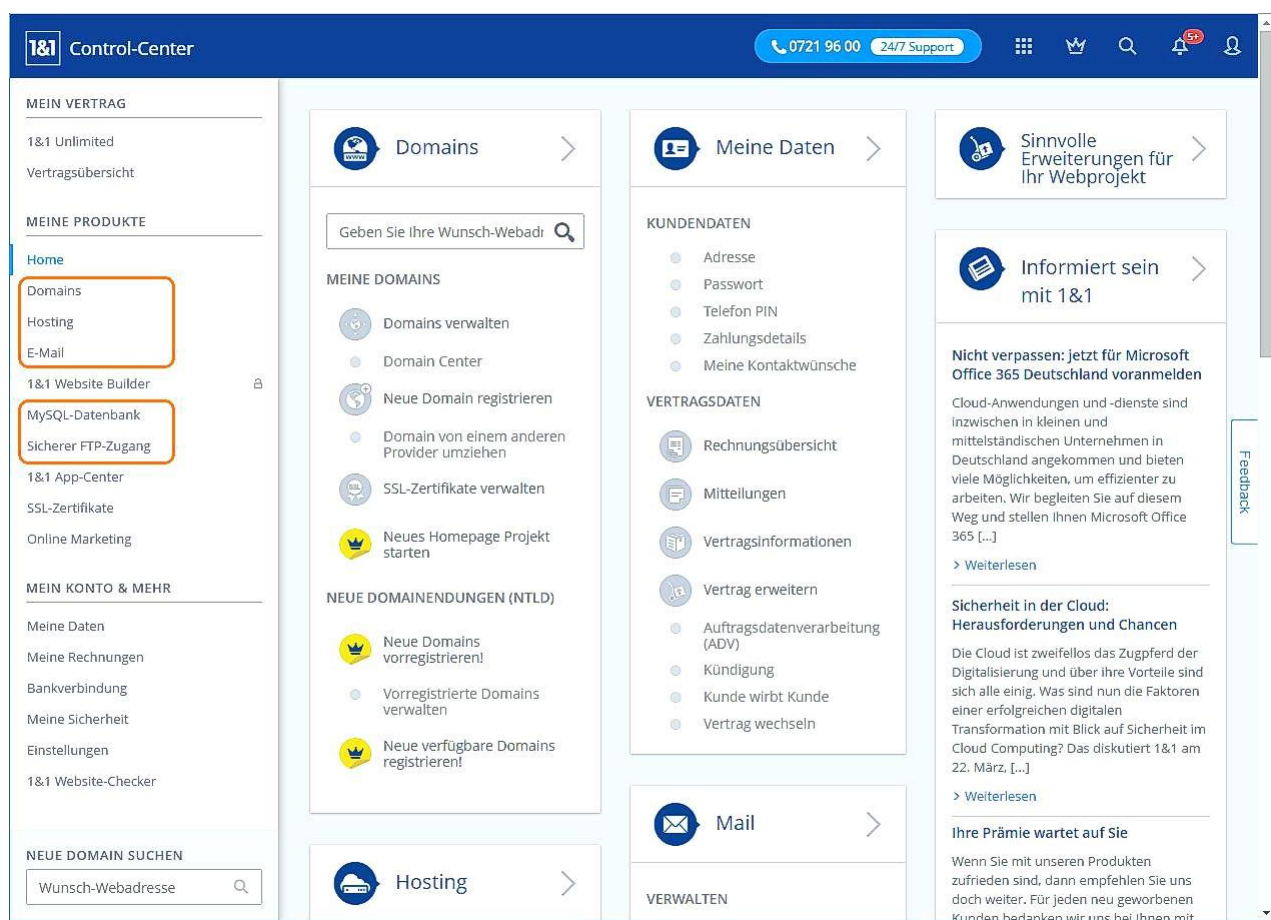 1&1 Control-Center
0721 96 00 24/7 Support
5+
MEIN VERTRAG
1&1 Unlimited
Vertragsübersicht
MEINE PRODUKTE
Home
Domains
Hosting
E-Mail
1&1 Website Builder
MySQL-Datenbank
Sicherer FTP-Zugang
1&1 App-Center
SSL-Zertifikate
Online Marketing
MEIN KONTO & MEHR
Meine Daten
Meine Rechnungen
Bankverbindung
Meine Sicherheit
Einstellungen
1&1 Website-Checker
NEUE DOMAIN SUCHEN
Wunsch-Webadresse
WWW
Domains
Geben Sie Ihre Wunsch-Webadr
MEINE DOMAINS
Domains verwalten
Domain Center
Neue Domain registrieren
Domain von einem anderen
Provider umziehen
SSL
SSL-Zertifikate verwalten
Neues Homepage Projekt
starten
NEUE DOMAINENDUNGEN (NTLD)
Neue Domains
vorregistrieren!
Vorregistrierte Domains
verwalten
Neue verfügbare Domains
registrieren!
Hosting
Meine Daten
KUNDENDATEN
Adresse
Passwort
Telefon PIN
Zahlungsdetails
Meine Kontaktwünsche
VERTRAGSDATEN
Rechnungsübersicht
Mitteilungen
Vertragsinformationen
Vertrag erweitern
Auftragsdatenverarbeitung
(ADV)
Kündigung
Kunde wirbt Kunde
Vertrag wechseln
Mail
VERWALTEN
Sinnvolle
Erweiterungen für
Ihr Webprojekt
Informiert sein
mit 1&1
Nicht verpassen: jetzt für Microsoft
Office 365 Deutschland voranmelden
Cloud-Anwendungen und -dienste sind
inzwischen in kleinen und
mittelständischen Unternehmen in
Deutschland angekommen und bieten
viele Möglichkeiten, um effizienter zu
arbeiten. Wir begleiten Sie auf diesem
Weg und stellen Ihnen Microsoft Office
365 [...]
> Weiterlesen
Sicherheit in der Cloud:
Herausforderungen und Chancen
Die Cloud ist zweifellos das Zugpferd der
Digitalisierung und über ihre Vorteile sind
sich alle einig. Was sind nun die Faktoren
einer erfolgreichen digitalen
Transformation mit Blick auf Sicherheit im
Cloud Computing? Das diskutiert 1&1 am
22. März, [...]
> Weiterlesen
Ihre Prämie wartet auf Sie
Wenn Sie mit unseren Produkten
zufrieden sind, dann empfehlen Sie uns
doch weiter. Für jeden neu geworbenen
Kunden bedanken wir uns bei Ihnen mit
Feedback